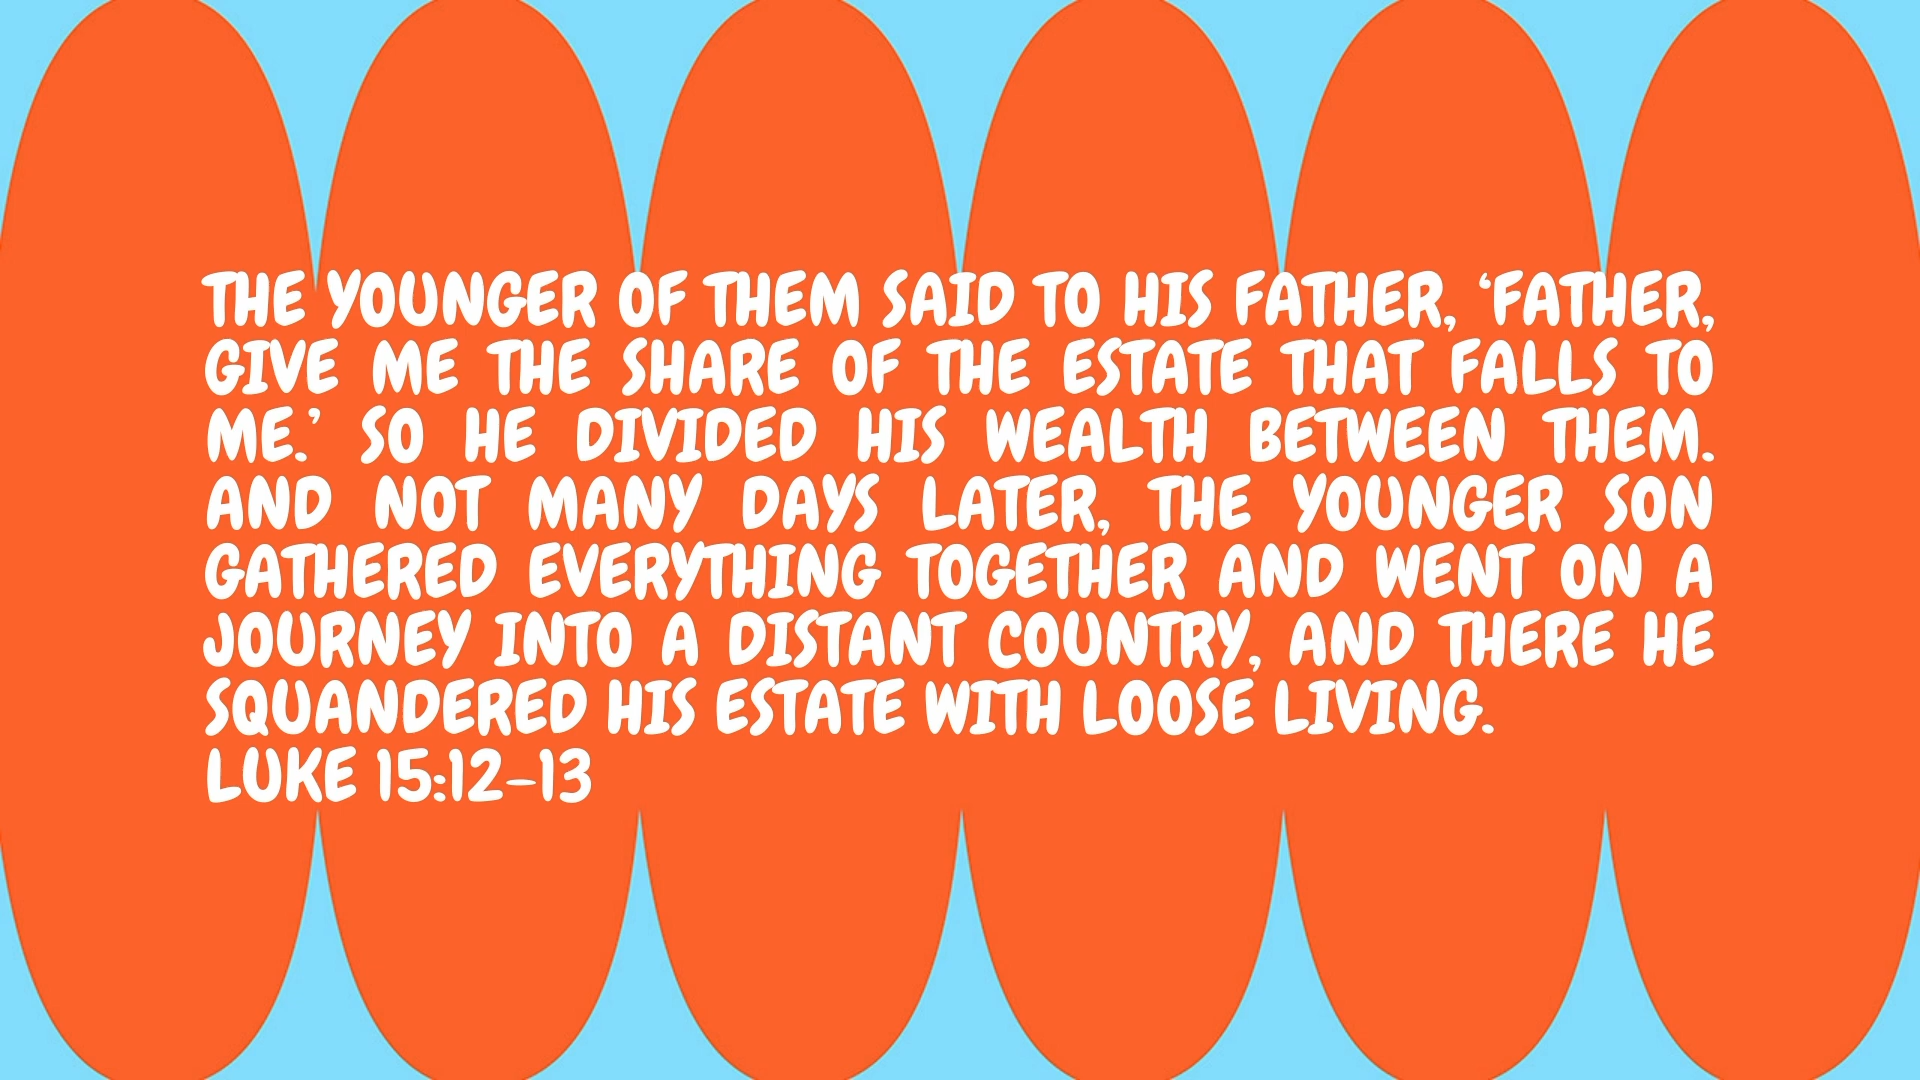 THE YOUNGER OF THEM SAID TO HIS FATHER, ‘FATHER,
GIVE ME THE SHARE OF THE ESTATE THAT FALLS TO
ME.’ SO HE DIVIDED HIS WEALTH BETWEEN THEM.
AND NOT MANY DAYS LATER, THE YOUNGER SON
GATHERED EVERYTHING TOGETHER AND WENT ON A
JOURNEY INTO A DISTANT COUNTRY, AND THERE HE
SQUANDERED HIS ESTATE WITH LOOSE LIVING.
LUKE 15:12–13